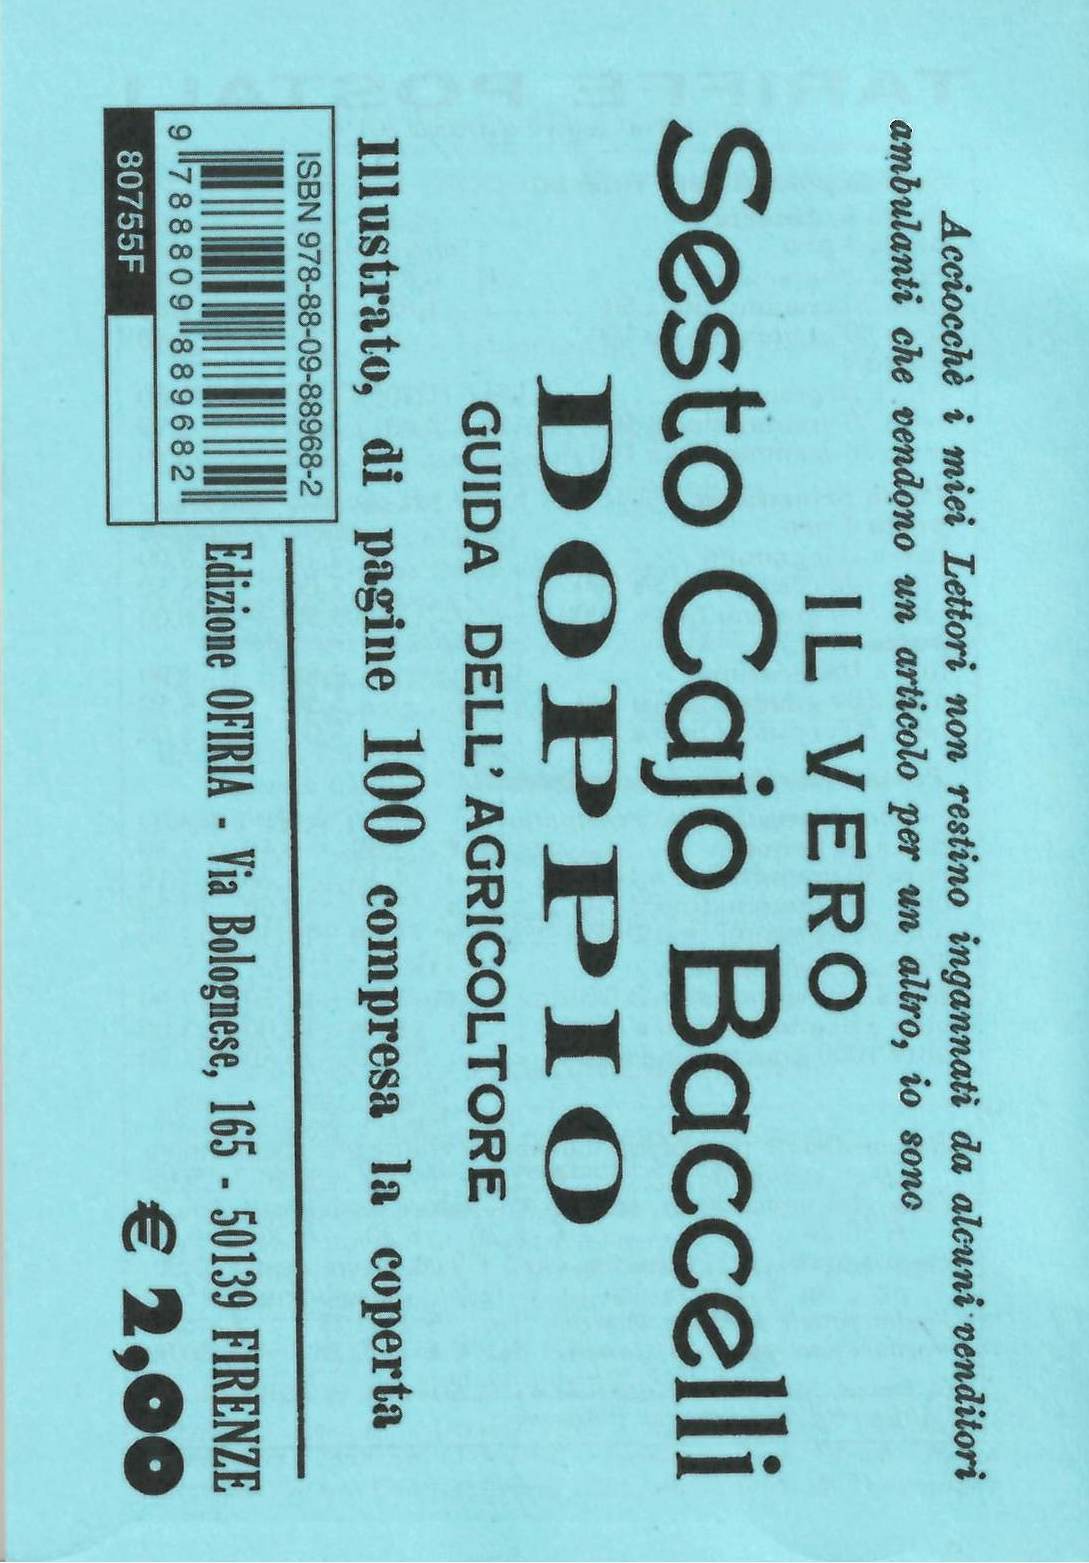 Acciocchè i miei Lettori non restino ingannati da alcuni venditori
ambulanti che vendono un articolo per un altro, io sono
IL VERO
Sesto Cajo Baccelli
DOPPIO
GUIDA DELL' AGRICOLTORE
Illustrato, di pagine 100 compresa la coperta
ISBN 978-88-09-88968-2
9 788809 889682
80755F
Edizione OFIRIA - Via Bolognese, 165 - 50139 FIRENZE
€ 2,00